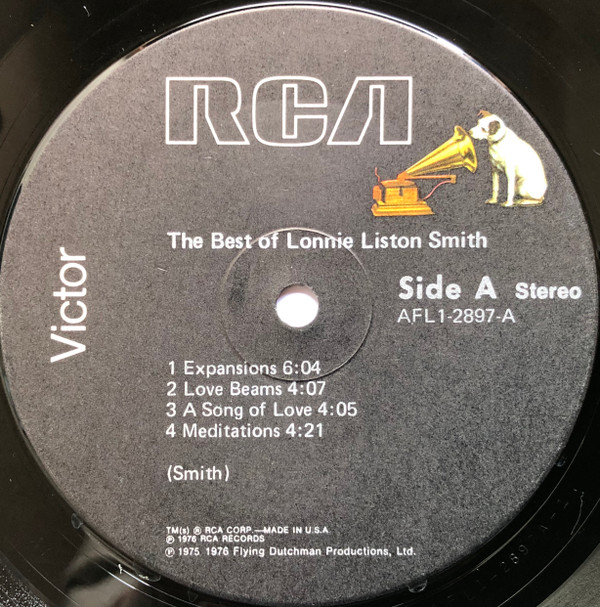 RCA
Victor
The Best of Lonnie Liston Smith
Side A Stereo
AFL1-2897-A
1 Expansions 6:04
2 Love Beams 4:07
3 A Song of Love 4:05
4 Meditations 4:21
(Smith)
TM(s) ® RCA CORP.—MADE IN U.S.A.
℗ 1976 RCA RECORDS
℗ 1975 1976 Flying Dutchman Productions, Ltd.